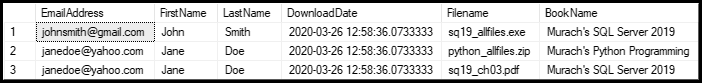 EmailAddress FirstName LastName DownloadDate Filename BookName
1 johnsmith@gmail.com John Smith 2020-03-26 12:58:36.0733333 sq19_allfiles.exe Murach's SQL Server 2019
2 janedoe@yahoo.com Jane Doe 2020-03-26 12:58:36.0733333 python_allfiles.zip Murach's Python Programming
3 janedoe@yahoo.com Jane Doe 2020-03-26 12:58:36.0733333 sq19_ch03.pdf Murach's SQL Server 2019